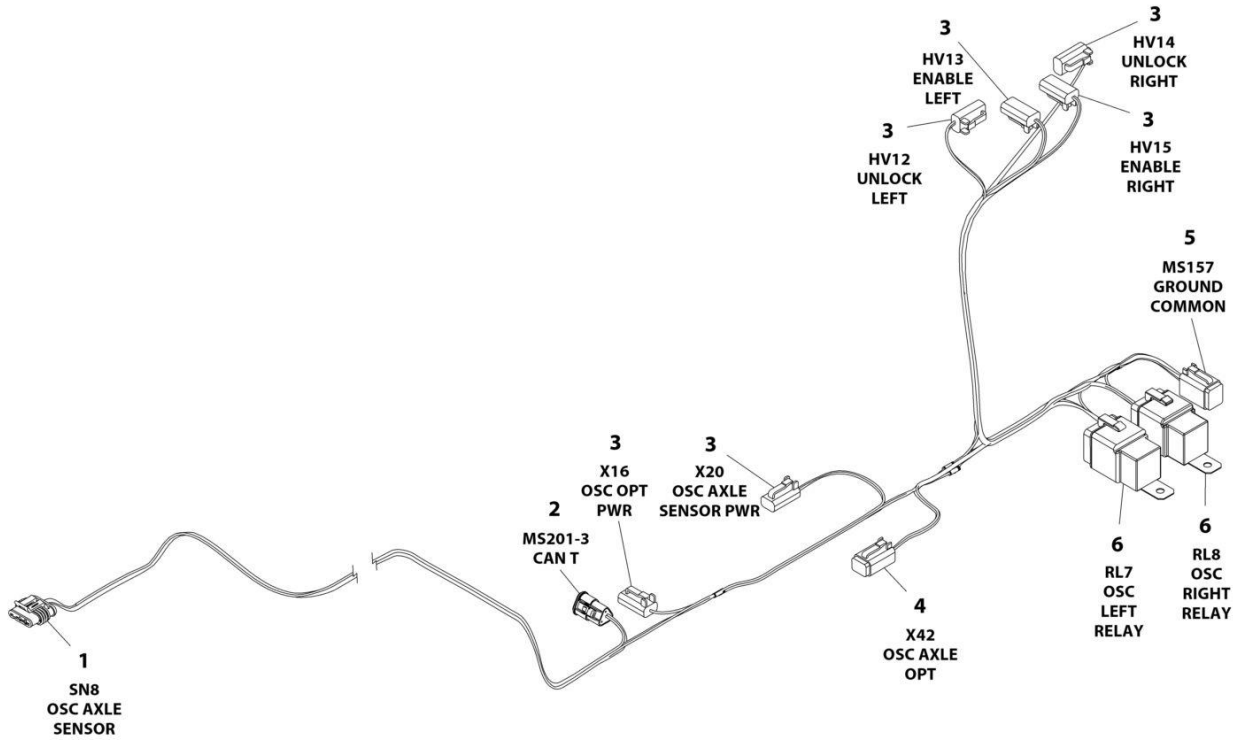 3
HV14
UNLOCK
RIGHT
3
HV13
ENABLE
LEFT
3
HV12
UNLOCK
LEFT
3
HV15
ENABLE
RIGHT
5
MS157
GROUND
COMMON
3
X16
OSC OPT
PWR
3
X20
OSC AXLE
SENSOR PWR
2
MS201-3
CAN T
6
RL7
OSC
LEFT
RELAY
6
RL8
OSC
RIGHT
RELAY
4
X42
OSC AXLE
OPT
1
SN8
OSC AXLE
SENSOR